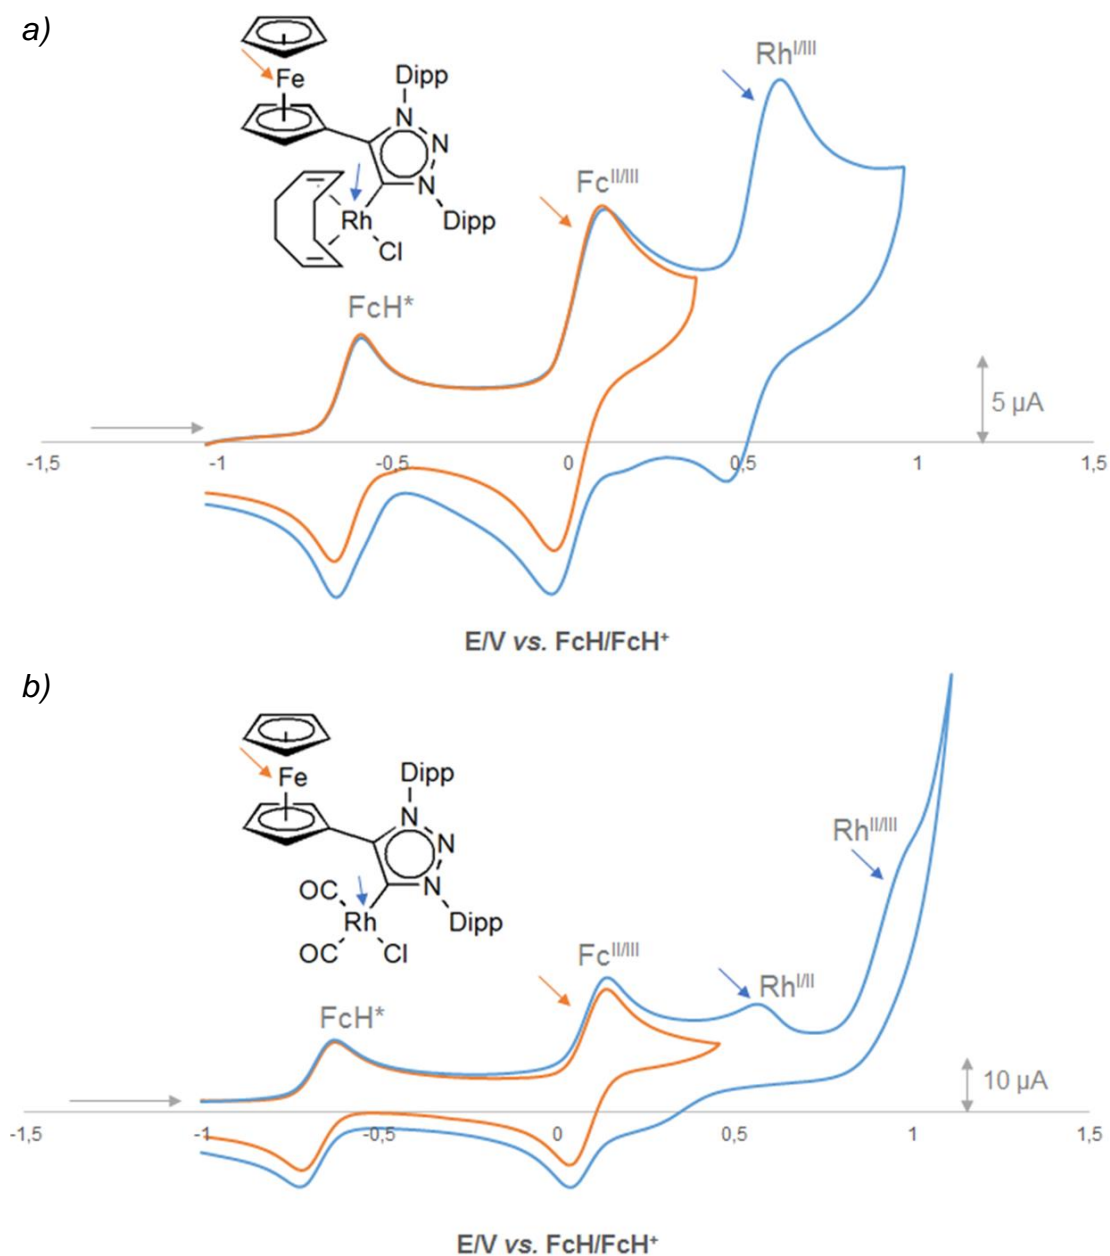 a)
Fe
Dipp
N
N
N
Dipp
Rh
Cl
FcH*
Fc^II/III
Rh^I/III
5 µA
-1,5
-1
-0,5
0
0,5
1
1,5
E/V vs. FcH/FcH⁺
b)
Fe
Dipp
N
N
N
Dipp
OC
Rh
OC
Cl
FcH*
Fc^II/III
Rh^I/II
Rh^II/III
10 µA
-1,5
-1
-0,5
0
0,5
1
1,5
E/V vs. FcH/FcH⁺